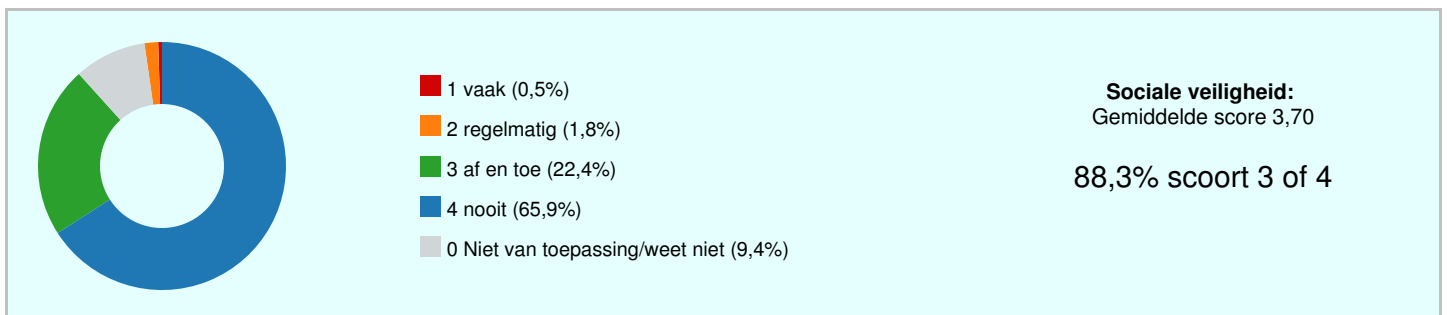 1 vaak (0,5%)
2 regelmatig (1,8%)
3 af en toe (22,4%)
4 nooit (65,9%)
0 Niet van toepassing/weet niet (9,4%)
Sociale veiligheid:
Gemiddelde score 3,70
88,3% scoort 3 of 4